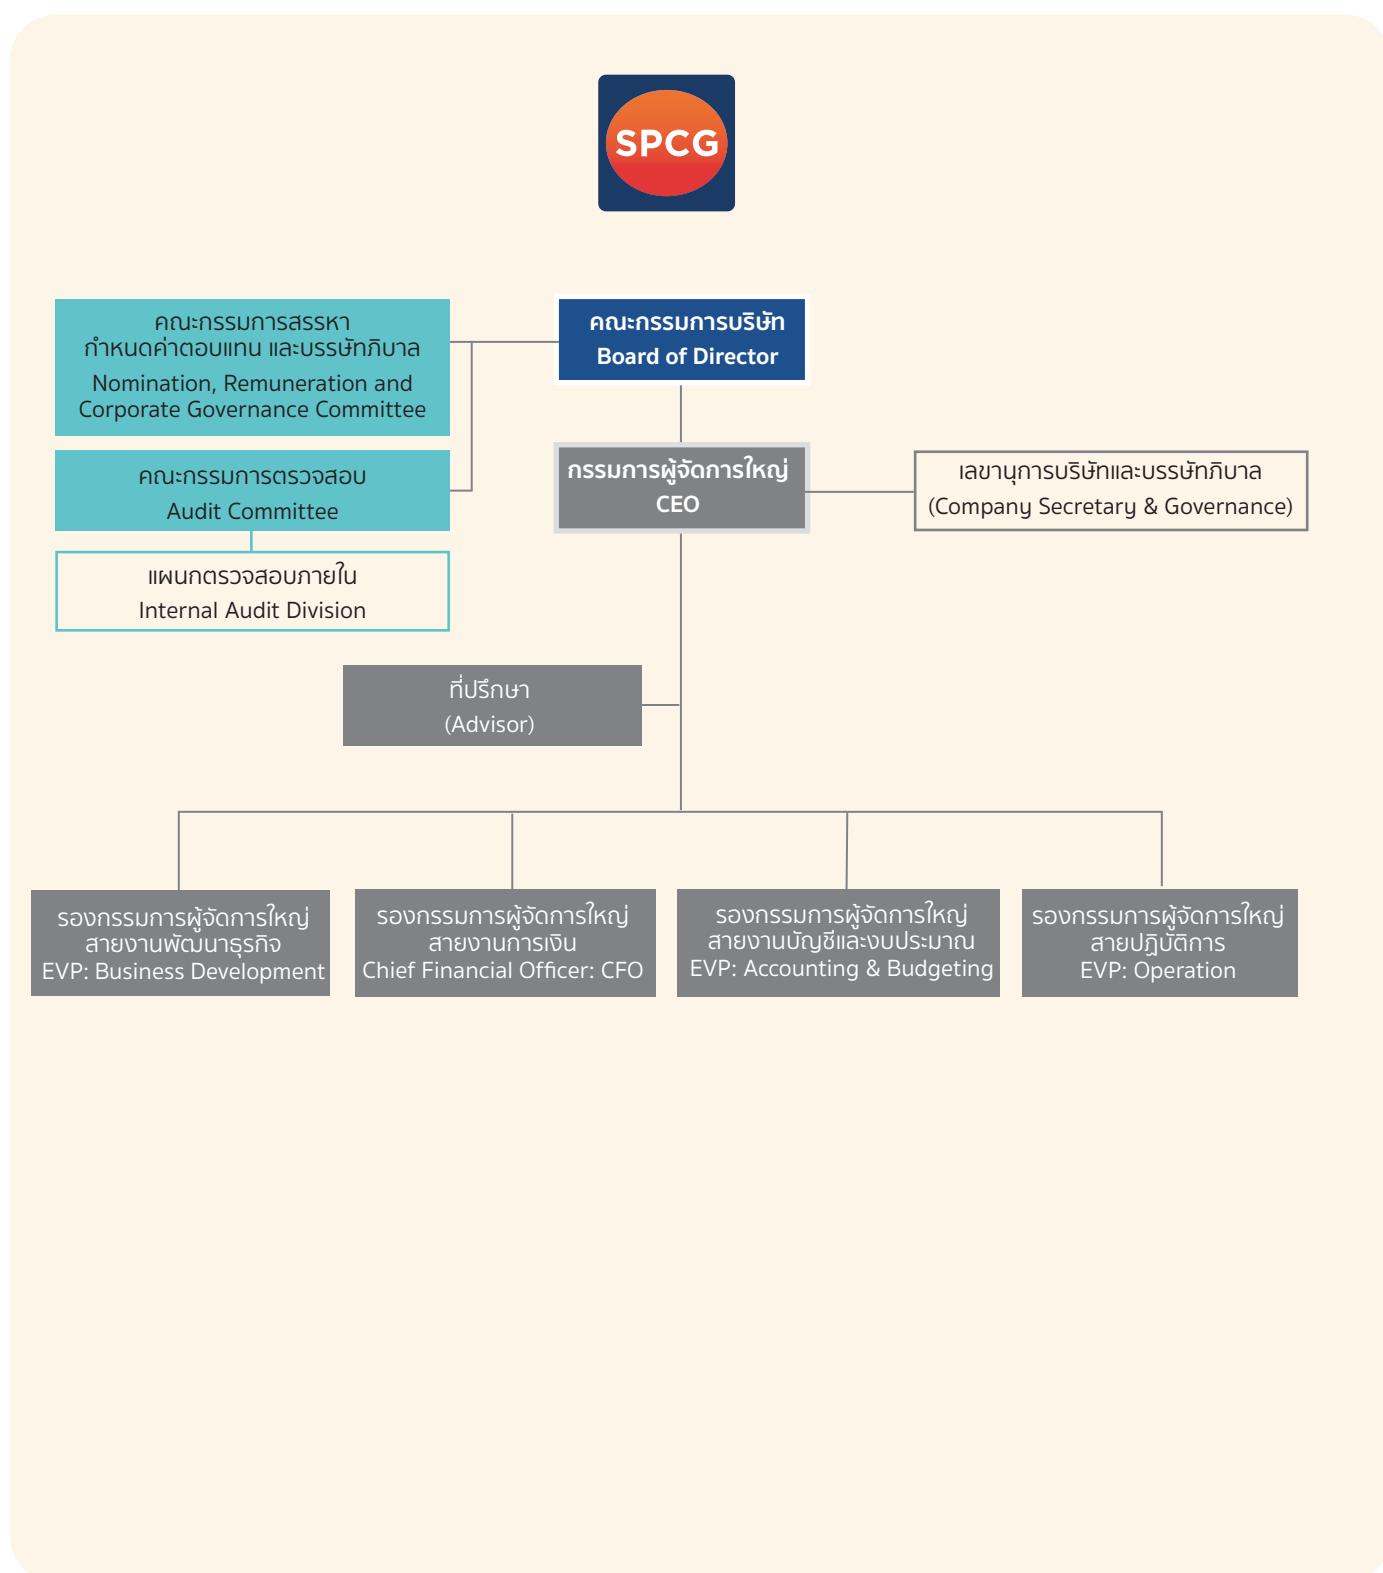 SPCG
คณะกรรมการสรรหา
กำหนดค่าตอบแทน และบรรษัทภิบาล
Nomination, Remuneration and
Corporate Governance Committee
คณะกรรมการบริษัท
Board of Director
คณะกรรมการตรวจสอบ
Audit Committee
กรรมการผู้จัดการใหญ่
CEO
เลขานุการบริษัทและบรรษัทภิบาล
(Company Secretary & Governance)
แผนกตรวจสอบภายใน
Internal Audit Division
ที่ปรึกษา
(Advisor)
รองกรรมการผู้จัดการใหญ่
สายงานพัฒนาธุรกิจ
EVP: Business Development
รองกรรมการผู้จัดการใหญ่
สายงานการเงิน
Chief Financial Officer: CFO
รองกรรมการผู้จัดการใหญ่
สายงานบัญชีและงบประมาณ
EVP: Accounting & Budgeting
รองกรรมการผู้จัดการใหญ่
สายปฏิบัติการ
EVP: Operation